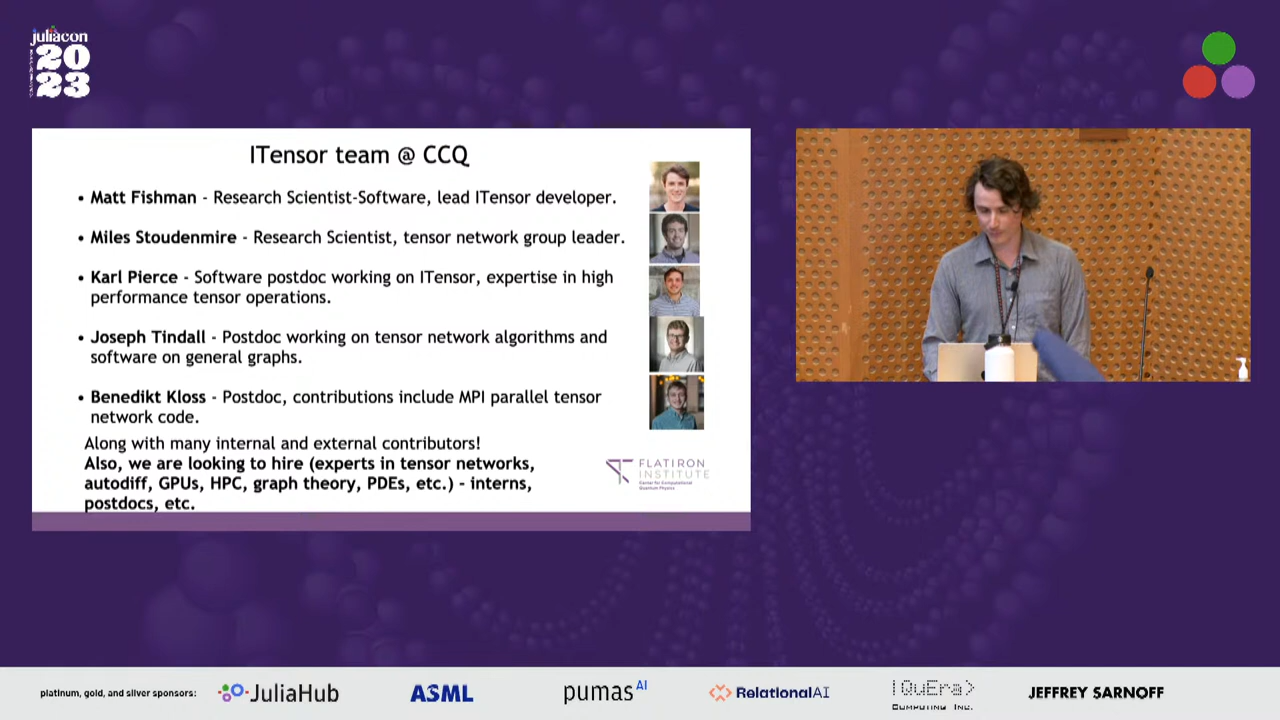 juliacon
20
23
ITensor team @ CCQ
• Matt Fishman - Research Scientist-Software, lead ITensor developer.
• Miles Stoudenmire - Research Scientist, tensor network group leader.
• Karl Pierce - Software postdoc working on ITensor, expertise in high
performance tensor operations.
• Joseph Tindall - Postdoc working on tensor network algorithms and
software on general graphs.
• Benedikt Kloss - Postdoc, contributions include MPI parallel tensor
network code.
Along with many internal and external contributors!
Also, we are looking to hire (experts in tensor networks,
autodiff, GPUs, HPC, graph theory, PDEs, etc.) - interns,
postdocs, etc.
FLATIRON
INSTITUTE
Center for Computational
Quantum Physics
platinum, gold, and silver sponsors:
JuliaHub
ASML
pumasAI
RelationalAI
|QuEra>
COMPUTING INC.
JEFFREY SARNOFF